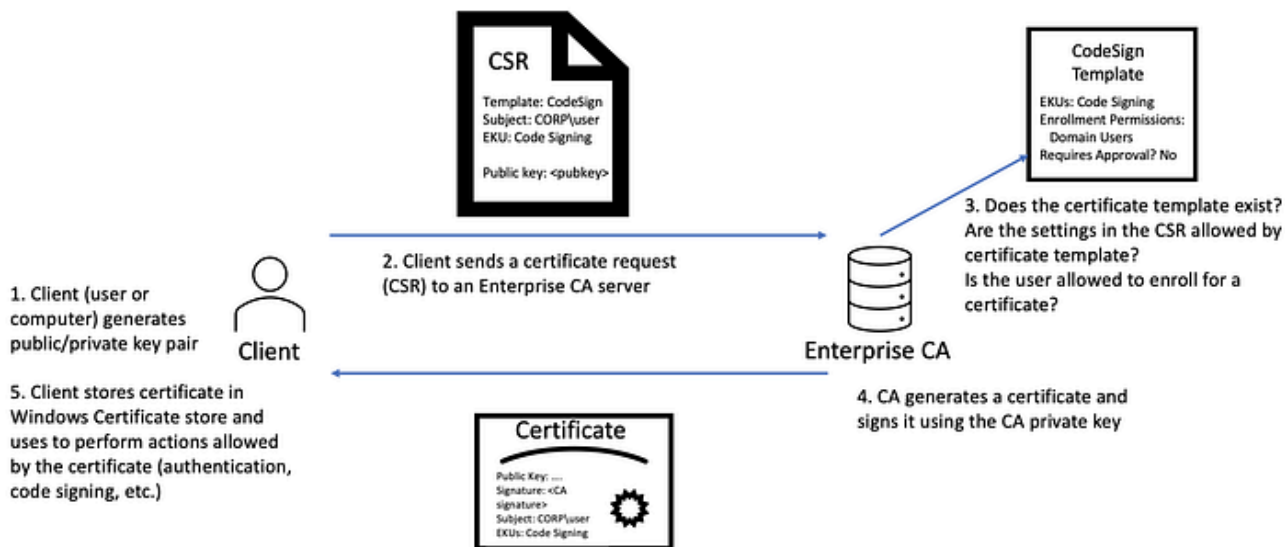 CSR
Template: CodeSign
Subject: CORP\user
EKU: Code Signing
Public key: <pubkey>
CodeSign
Template
EKUs: Code Signing
Enrollment Permissions:
Domain Users
Requires Approval? No
1. Client (user or
computer) generates
public/private key pair
Client
2. Client sends a certificate request
(CSR) to an Enterprise CA server
3. Does the certificate template exist?
Are the settings in the CSR allowed by
certificate template?
Is the user allowed to enroll for a
certificate?
Enterprise CA
4. CA generates a certificate and
signs it using the CA private key
5. Client stores certificate in
Windows Certificate store and
uses to perform actions allowed
by the certificate (authentication,
code signing, etc.)
Certificate
Public Key: ....
Signature: <CA
signature>
Subject: CORP\user
EKUs: Code Signing